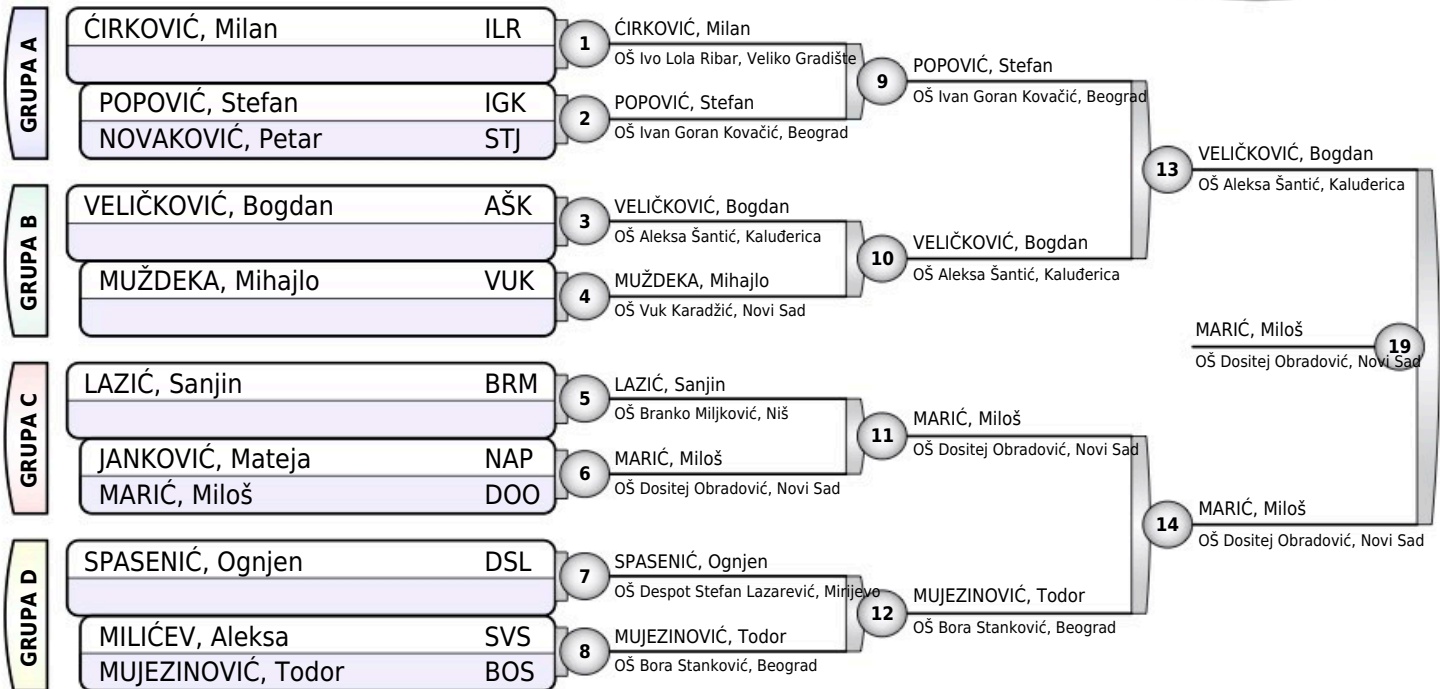 GRUPA A
ĆIRKOVIĆ, Milan ILR
POPOVIĆ, Stefan IGK
NOVAKOVIĆ, Petar STJ
GRUPA B
VELIČKOVIĆ, Bogdan AŠK
MUŽDEKA, Mihajlo VUK
GRUPA C
LAZIĆ, Sanjin BRM
JANKOVIĆ, Mateja NAP
MARIĆ, Miloš DOO
GRUPA D
SPASENIĆ, Ognjen DSL
MILIĆEV, Aleksa SVS
MUJEZINOVIĆ, Todor BOS
1
ĆIRKOVIĆ, Milan
OŠ Ivo Lola Ribar, Veliko Gradište
2
POPOVIĆ, Stefan
OŠ Ivan Goran Kovačić, Beograd
3
VELIČKOVIĆ, Bogdan
OŠ Aleksa Šantić, Kaluđerica
4
MUŽDEKA, Mihajlo
OŠ Vuk Karadžić, Novi Sad
5
LAZIĆ, Sanjin
OŠ Branko Miljković, Niš
6
MARIĆ, Miloš
OŠ Dositej Obradović, Novi Sad
7
SPASENIĆ, Ognjen
OŠ Despot Stefan Lazarević, Mirijevo
8
MUJEZINOVIĆ, Todor
OŠ Bora Stanković, Beograd
9
POPOVIĆ, Stefan
OŠ Ivan Goran Kovačić, Beograd
10
VELIČKOVIĆ, Bogdan
OŠ Aleksa Šantić, Kaluđerica
11
MARIĆ, Miloš
OŠ Dositej Obradović, Novi Sad
12
MUJEZINOVIĆ, Todor
OŠ Bora Stanković, Beograd
13
VELIČKOVIĆ, Bogdan
OŠ Aleksa Šantić, Kaluđerica
14
MARIĆ, Miloš
OŠ Dositej Obradović, Novi Sad
MARIĆ, Miloš
19
OŠ Dositej Obradović, Novi Sad